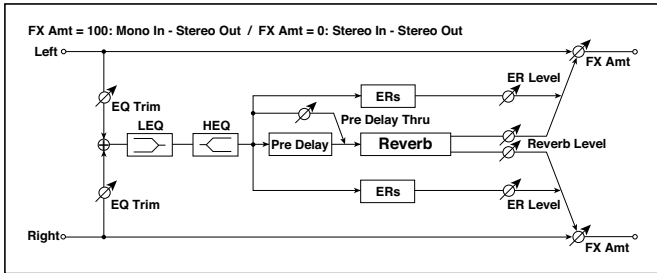 FX Amt = 100: Mono In - Stereo Out / FX Amt = 0: Stereo In - Stereo Out
Left
FX Amt
EQ Trim
ERs
ER Level
LEQ
HEQ
Pre Delay Thru
Pre Delay
Reverb
Reverb Level
EQ Trim
ERs
ER Level
Right
FX Amt